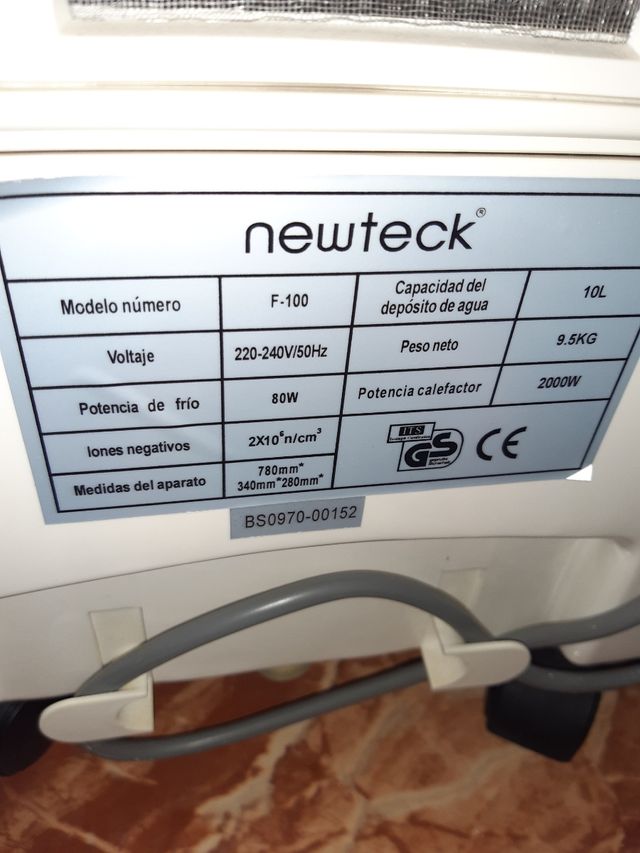 newteck®
Modelo número F-100 Capacidad del depósito de agua 10L
Voltaje 220-240V/50Hz Peso neto 9.5KG
Potencia de frío 80W Potencia calefactor 2000W
Iones negativos 2X10⁶n/cm³
Medidas del aparato 780mm* 340mm*280mm*
ITS
GS
CE
BS0970-00152